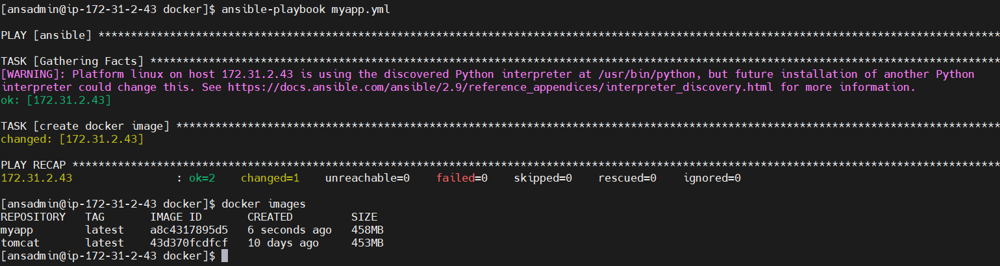 [ansadmin@ip-172-31-2-43 docker]$ ansible-playbook myapp.yml
PLAY [ansible] *******************************************************************************************************************************************
TASK [Gathering Facts] ***********************************************************************************************************************************
[WARNING]: Platform linux on host 172.31.2.43 is using the discovered Python interpreter at /usr/bin/python, but future installation of another Python
interpreter could change this. See https://docs.ansible.com/ansible/2.9/reference_appendices/interpreter_discovery.html for more information.
ok: [172.31.2.43]
TASK [create docker image] *******************************************************************************************************************************
changed: [172.31.2.43]
PLAY RECAP ***********************************************************************************************************************************************
172.31.2.43                : ok=2    changed=1    unreachable=0    failed=0    skipped=0    rescued=0    ignored=0
[ansadmin@ip-172-31-2-43 docker]$ docker images
REPOSITORY   TAG       IMAGE ID       CREATED         SIZE
myapp        latest    a8c4317895d5   6 seconds ago   458MB
tomcat       latest    43d370fcdfcf   10 days ago     453MB
[ansadmin@ip-172-31-2-43 docker]$